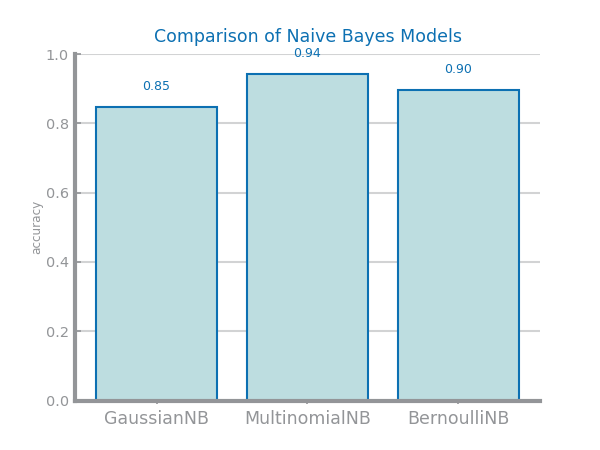 Comparison of Naive Bayes Models
1.0
0.8
0.6
0.4
0.2
0.0
accuracy
0.85
0.94
0.90
GaussianNB
MultinomialNB
BernoulliNB